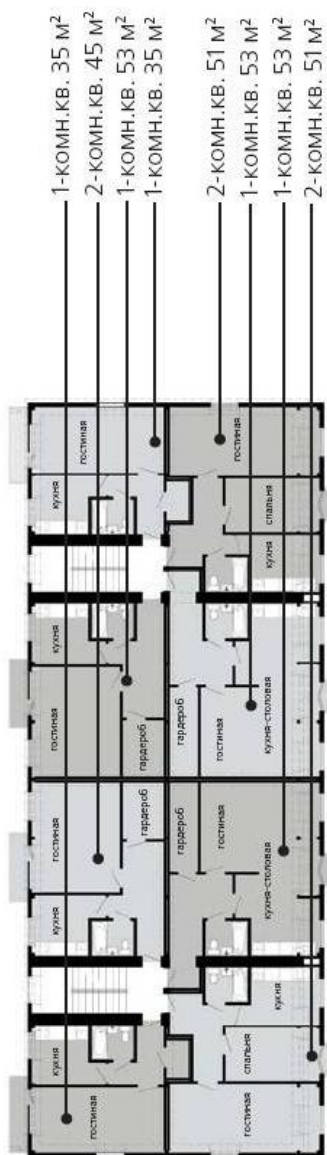 1-КОМН.КВ. 35 М²
2-КОМН.КВ. 45 М²
1-КОМН.КВ. 53 М²
1-КОМН.КВ. 35 М²
2-КОМН.КВ. 51 М²
1-КОМН.КВ. 53 М²
1-КОМН.КВ. 53 М²
2-КОМН.КВ. 51 М²
гостиная
кухня
гостиная
кухня
гардероб
гостиная
кухня
гардероб
гостиная
кухня
гостиная
спальня
кухня
гардероб
гостиная
кухня-столовая
гардероб
гостиная
кухня-столовая
кухня
спальня
гостиная